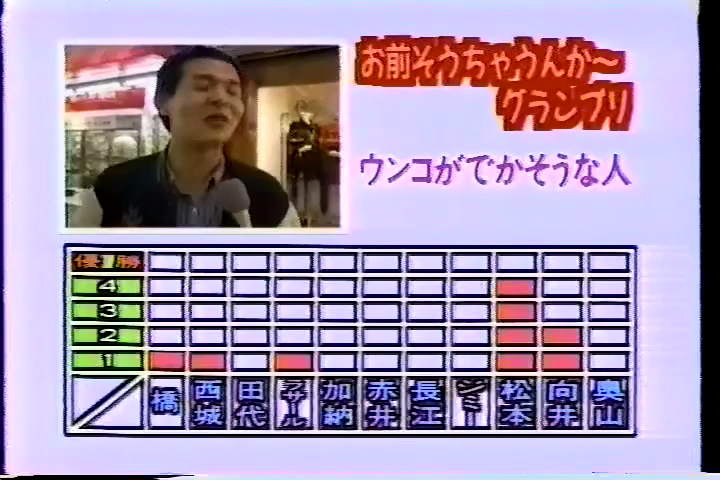 お前そうちゃうんか〜
グランプリ
ウンコがでかそうな人
優勝
4
3
2
1
橋 西城 田代 ラサール 加納 赤井 長江 ジミー 松本 向井 奥山